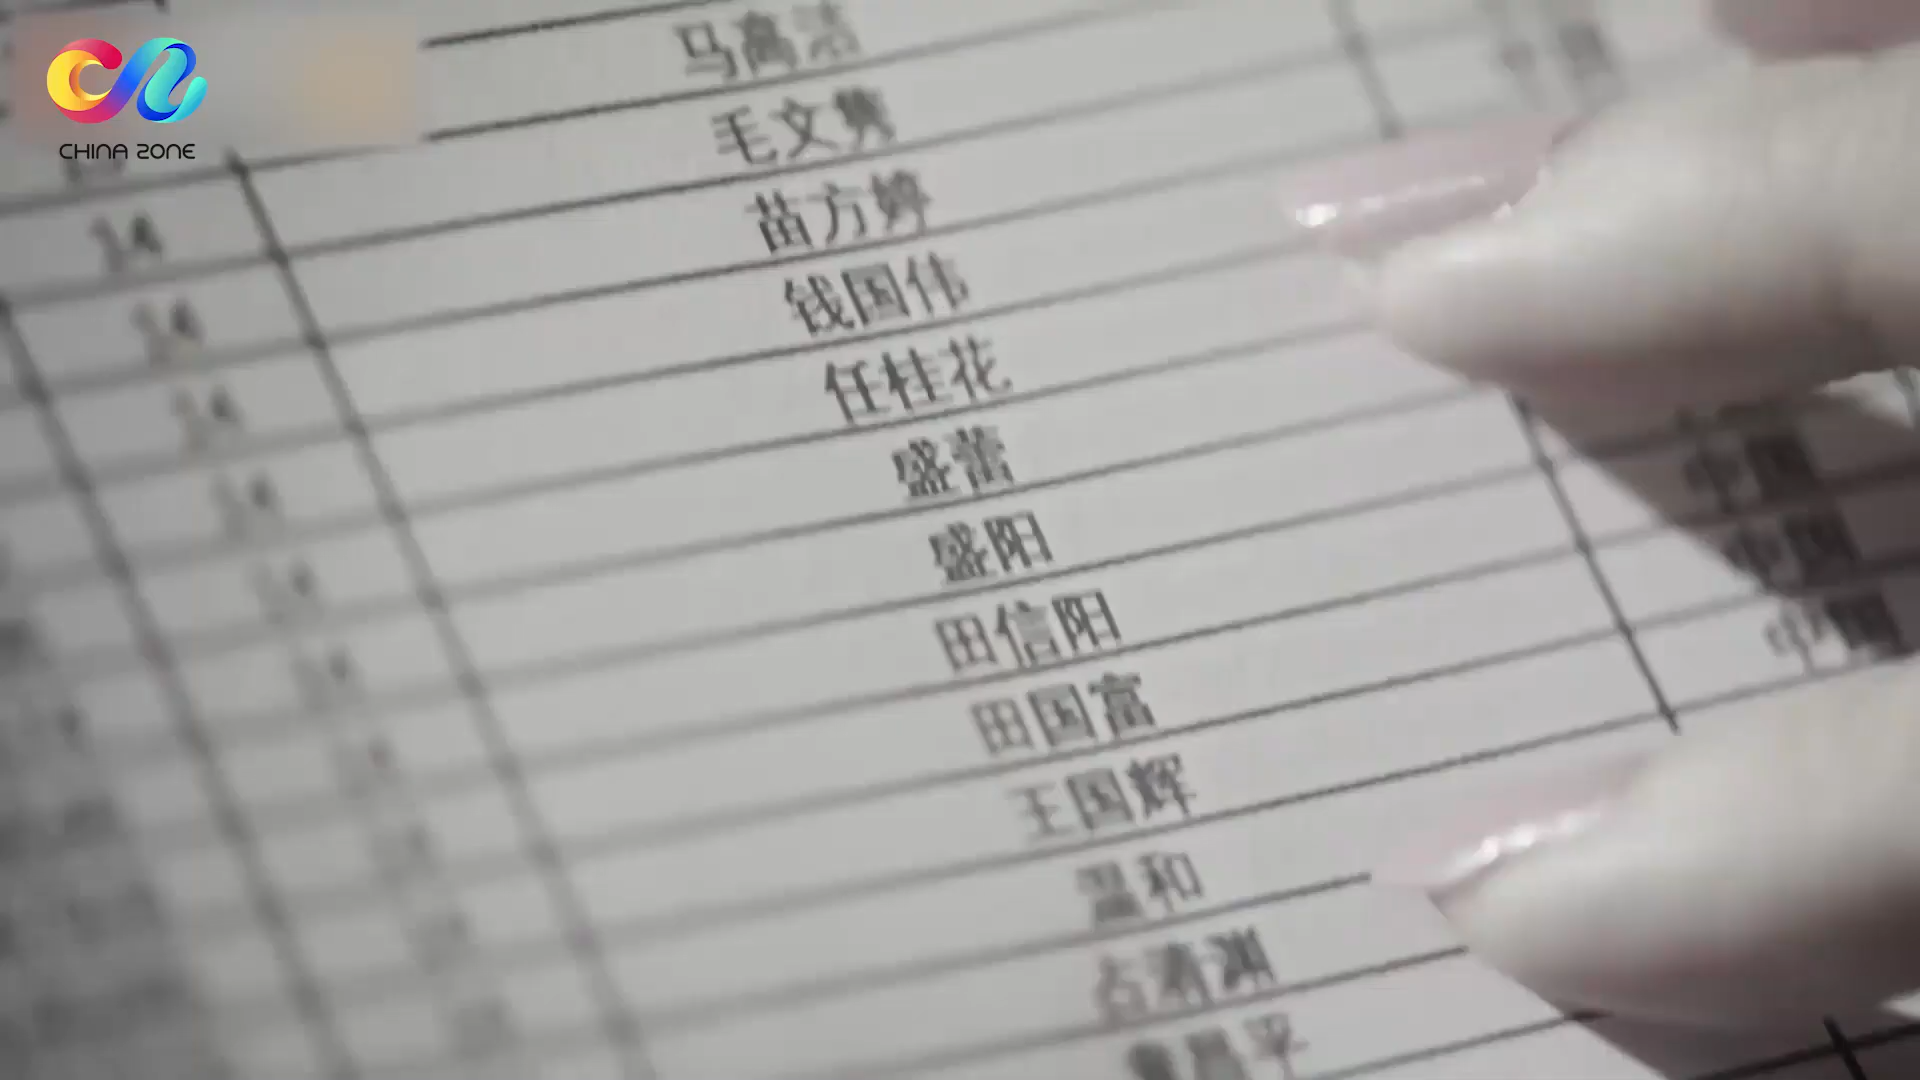 CHINA ZONE
马高洁
毛文隽
14 苗方婷
14 钱国伟
14 任桂花
14 盛蕾
14 盛阳 中国
14 田信阳 中国
田国富 中国
王国辉
温和